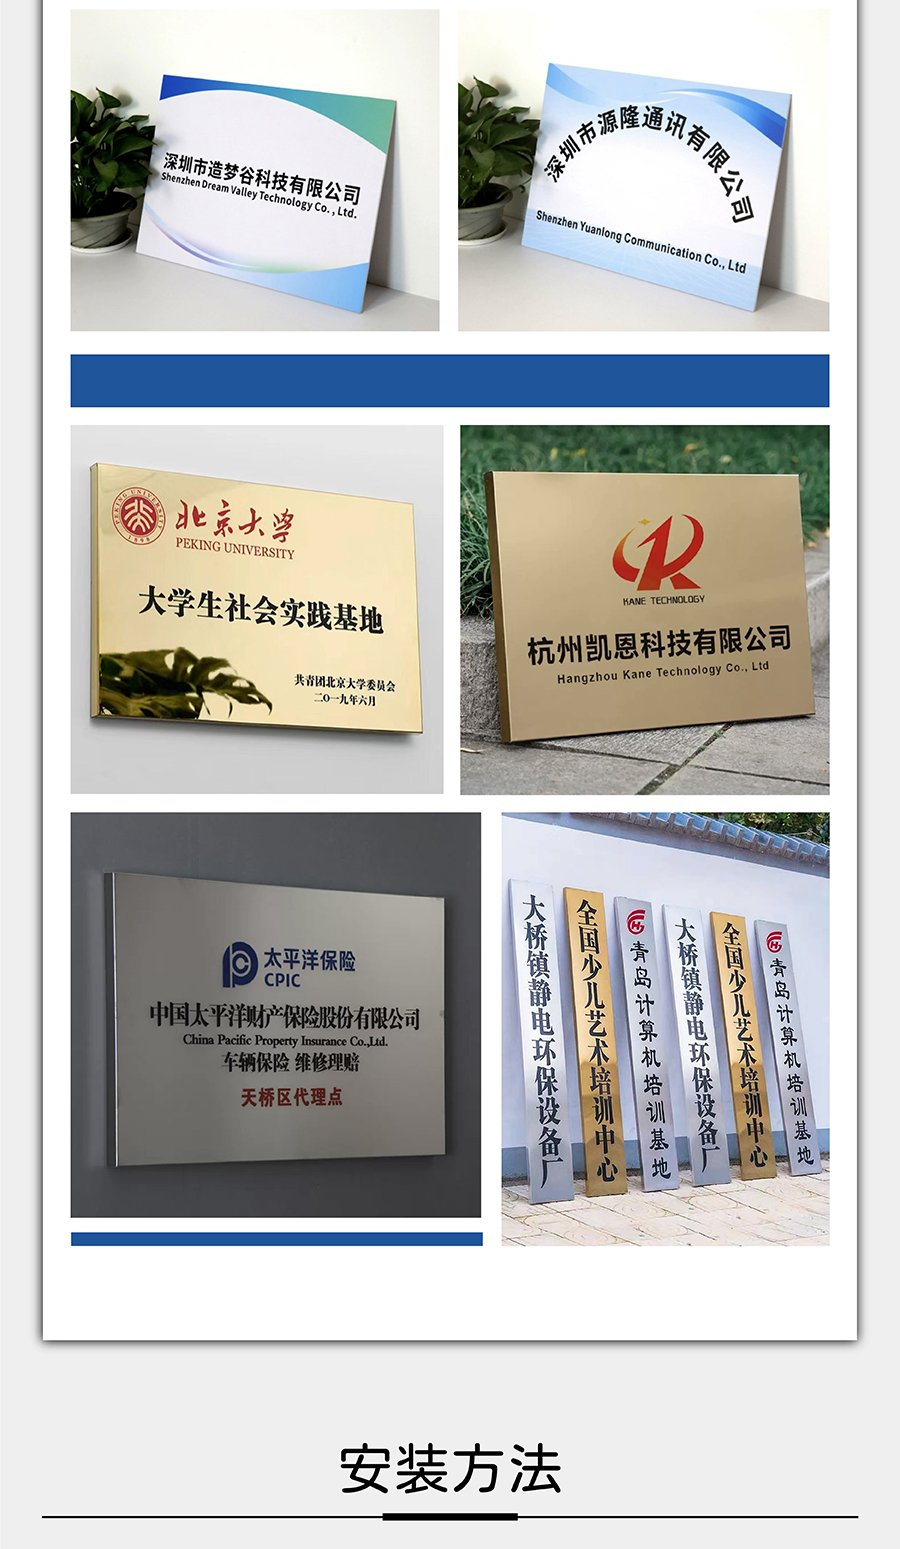 深圳市造梦谷科技有限公司
Shenzhen Dream Valley Technology Co., Ltd.
深圳市源隆通讯有限公司
Shenzhen Yuanlong Communication Co., Ltd
PEKING UNIVERSITY
1898
北京大学
PEKING UNIVERSITY
大学生社会实践基地
共青团北京大学委员会
二〇一九年六月
KANE TECHNOLOGY
杭州凯恩科技有限公司
Hangzhou Kane Technology Co., Ltd
太平洋保险
CPIC
中国太平洋财产保险股份有限公司
China Pacific Property Insurance Co.,Ltd.
车辆保险 维修理赔
天桥区代理点
大桥镇静电环保设备厂
全国少儿艺术培训中心
青岛计算机培训基地
大桥镇静电环保设备厂
全国少儿艺术培训中心
青岛计算机培训基地
安装方法